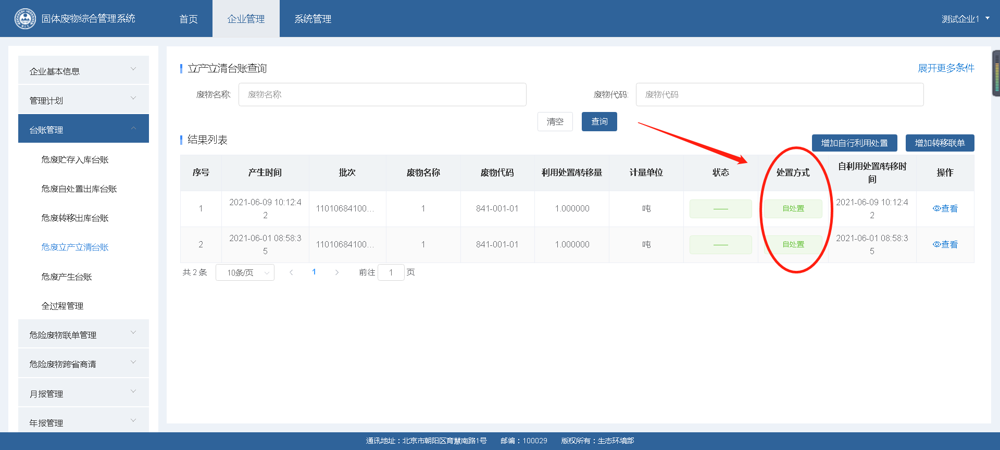 固体废物综合管理系统
首页
企业管理
系统管理
测试企业1
企业基本信息
管理计划
台账管理
危废贮存入库台账
危废自处置出库台账
危废转移出库台账
危废立产立清台账
危废产生台账
全过程管理
危险废物联单管理
危险废物跨省商请
月报管理
年报管理
立产立清台账查询
展开更多条件
废物名称:
废物名称
废物代码:
废物代码
清空
查询
结果列表
增加自行利用处置
增加转移联单
序号 产生时间 批次 废物名称 废物代码 利用处置/转移量 计量单位 状态 处置方式 自利用处置/转移时
间 操作
1 2021-06-09 10:12:4
2 11010684100... 1 841-001-01 1.000000 吨 —— 自处置 2021-06-09 10:12:4
2 查看
2 2021-06-01 08:58:3
5 11010684100... 1 841-001-01 1.000000 吨 —— 自处置 2021-06-01 08:58:3
5 查看
共 2 条 10条/页 1 前往 1 页
通讯地址：北京市朝阳区育慧南路1号 邮编：100029 版权所有：生态环境部